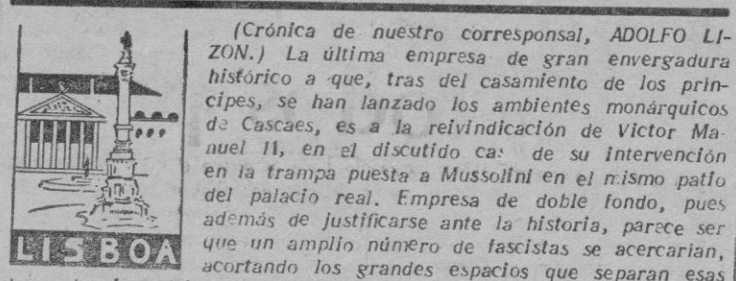 (Crónica de nuestro corresponsal, ADOLFO LI-
ZON.) La última empresa de gran envergadura
histórico a que, tras del casamiento de los prín-
cipes, se han lanzado los ambientes monárquicos
de Cascaes, es a la reivindicación de Victor Ma-
nuel II, en el discutido ca: de su intervención
en la trampa puesta a Mussolini en el mismo patio
del palacio real. Empresa de doble fondo, pues
además de justificarse ante la historia, parece ser
que un amplio número de fascistas se acercarian,
acortando los grandes espacios que separan esas
LISBOA